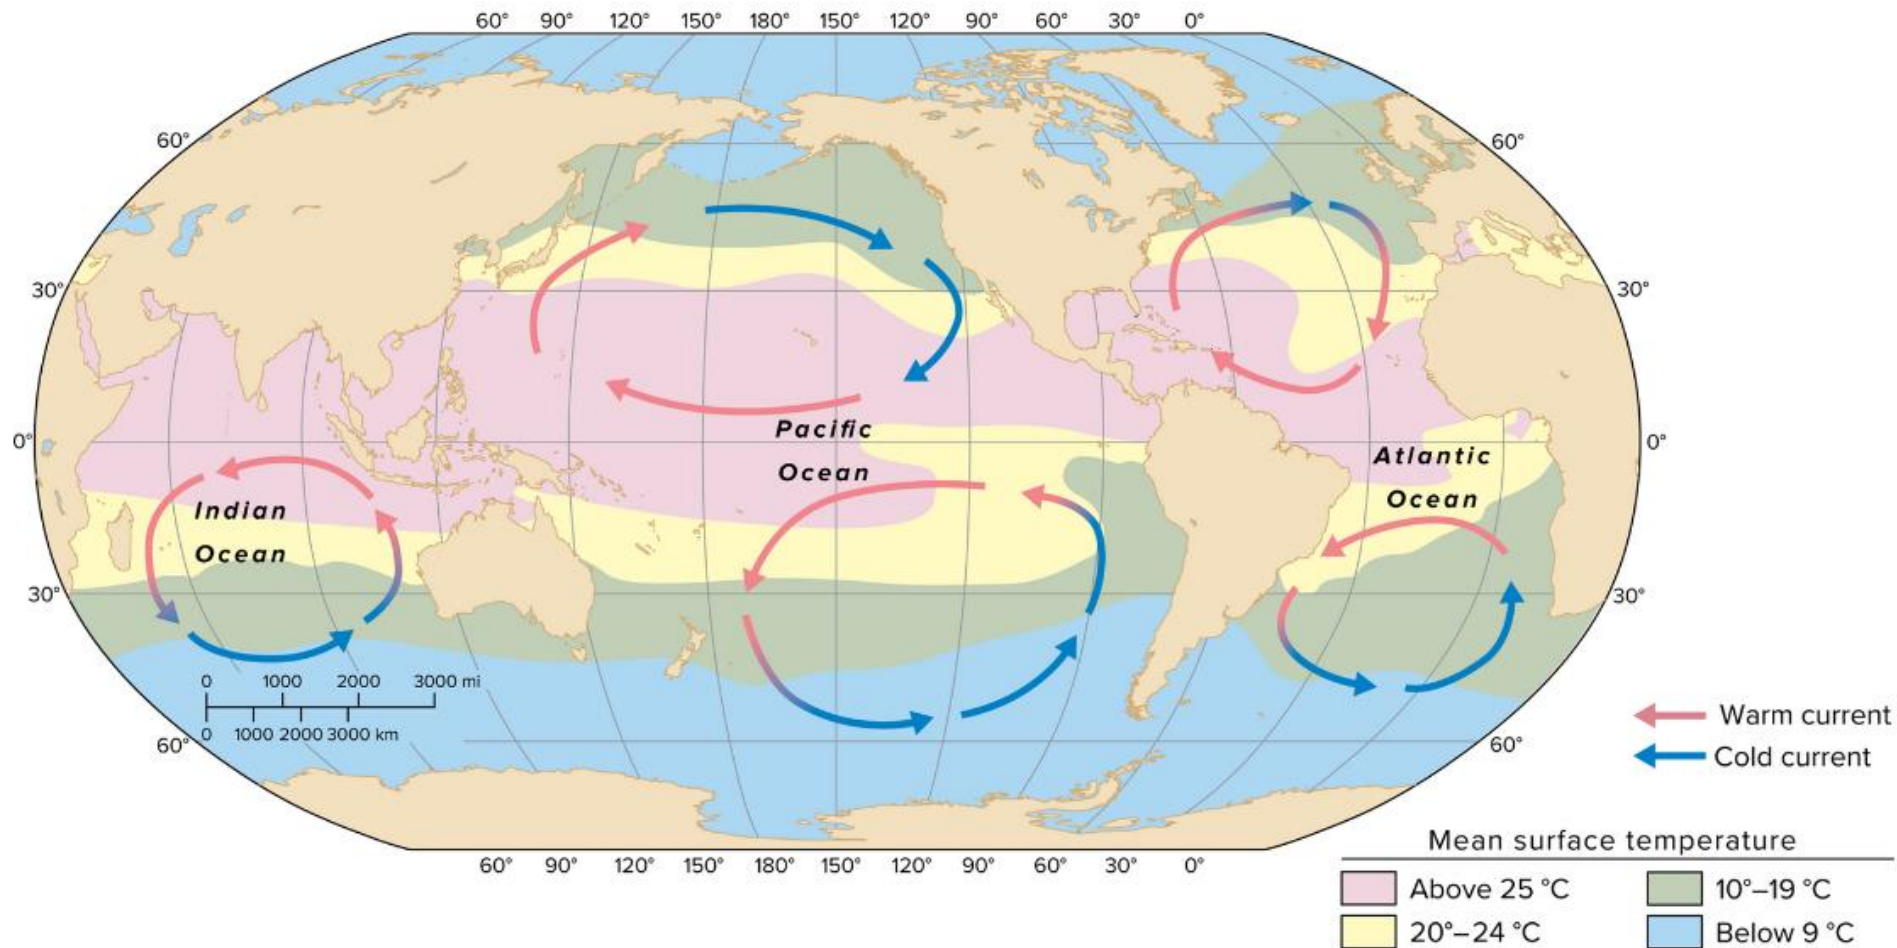 60° 90° 120° 150° 180° 150° 120° 90° 60° 30° 0°
60° 60°
30° 30°
Pacific
Ocean
0° 0°
Atlantic
Ocean
Indian
Ocean
30° 30°
0 1000 2000 3000 mi
0 1000 2000 3000 km
60° 60°
Warm current
Cold current
60° 90° 120° 150° 180° 150° 120° 90° 60° 30° 0°
Mean surface temperature
Above 25 °C 10°–19 °C
20°–24 °C Below 9 °C